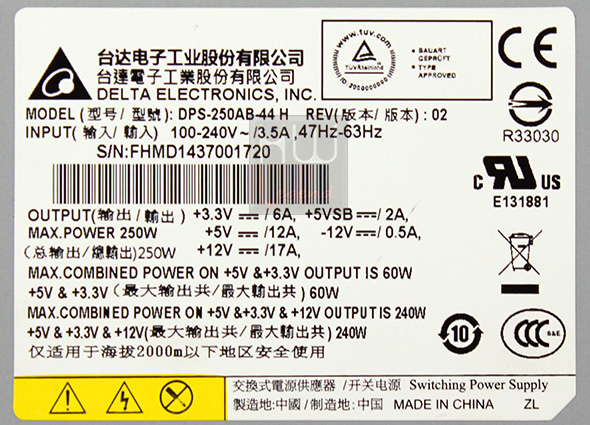 台达电子工业股份有限公司
台達電子工業股份有限公司
DELTA ELECTRONICS, INC.
www.tuv.com
TÜVRheinland
BAUART GEPRÜFT
TYPE APPROVED
CE
R33030
MODEL (型号/ 型號): DPS-250AB-44 H REV(版本/ 版本): 02
INPUT( 输入/ 輸入) 100-240V~/3.5A, 47Hz-63Hz
S/N:FHMD1437001720
c RU US
E131881
OUTPUT(输出/ 輸出) +3.3V⎓/ 6A, +5VSB⎓/ 2A,
MAX.POWER 250W +5V⎓/12A, -12V⎓/ 0.5A,
(总输出/總輸出)250W +12V⎓/17A,
MAX.COMBINED POWER ON +5V &+3.3V OUTPUT IS 60W
+5V & +3.3V (最大输出共/最大輸出共) 60W
MAX.COMBINED POWER ON +5V &+3.3V & +12V OUTPUT IS 240W
+5V & +3.3V & +12V(最大输出共/最大輸出共) 240W
仅适用于海拔2000m以下地区安全使用
10
CCC S&E
交換式電源供應器 /开关电源 Switching Power Supply
製造地:中國 /制造地: 中国 MADE IN CHINA ZL